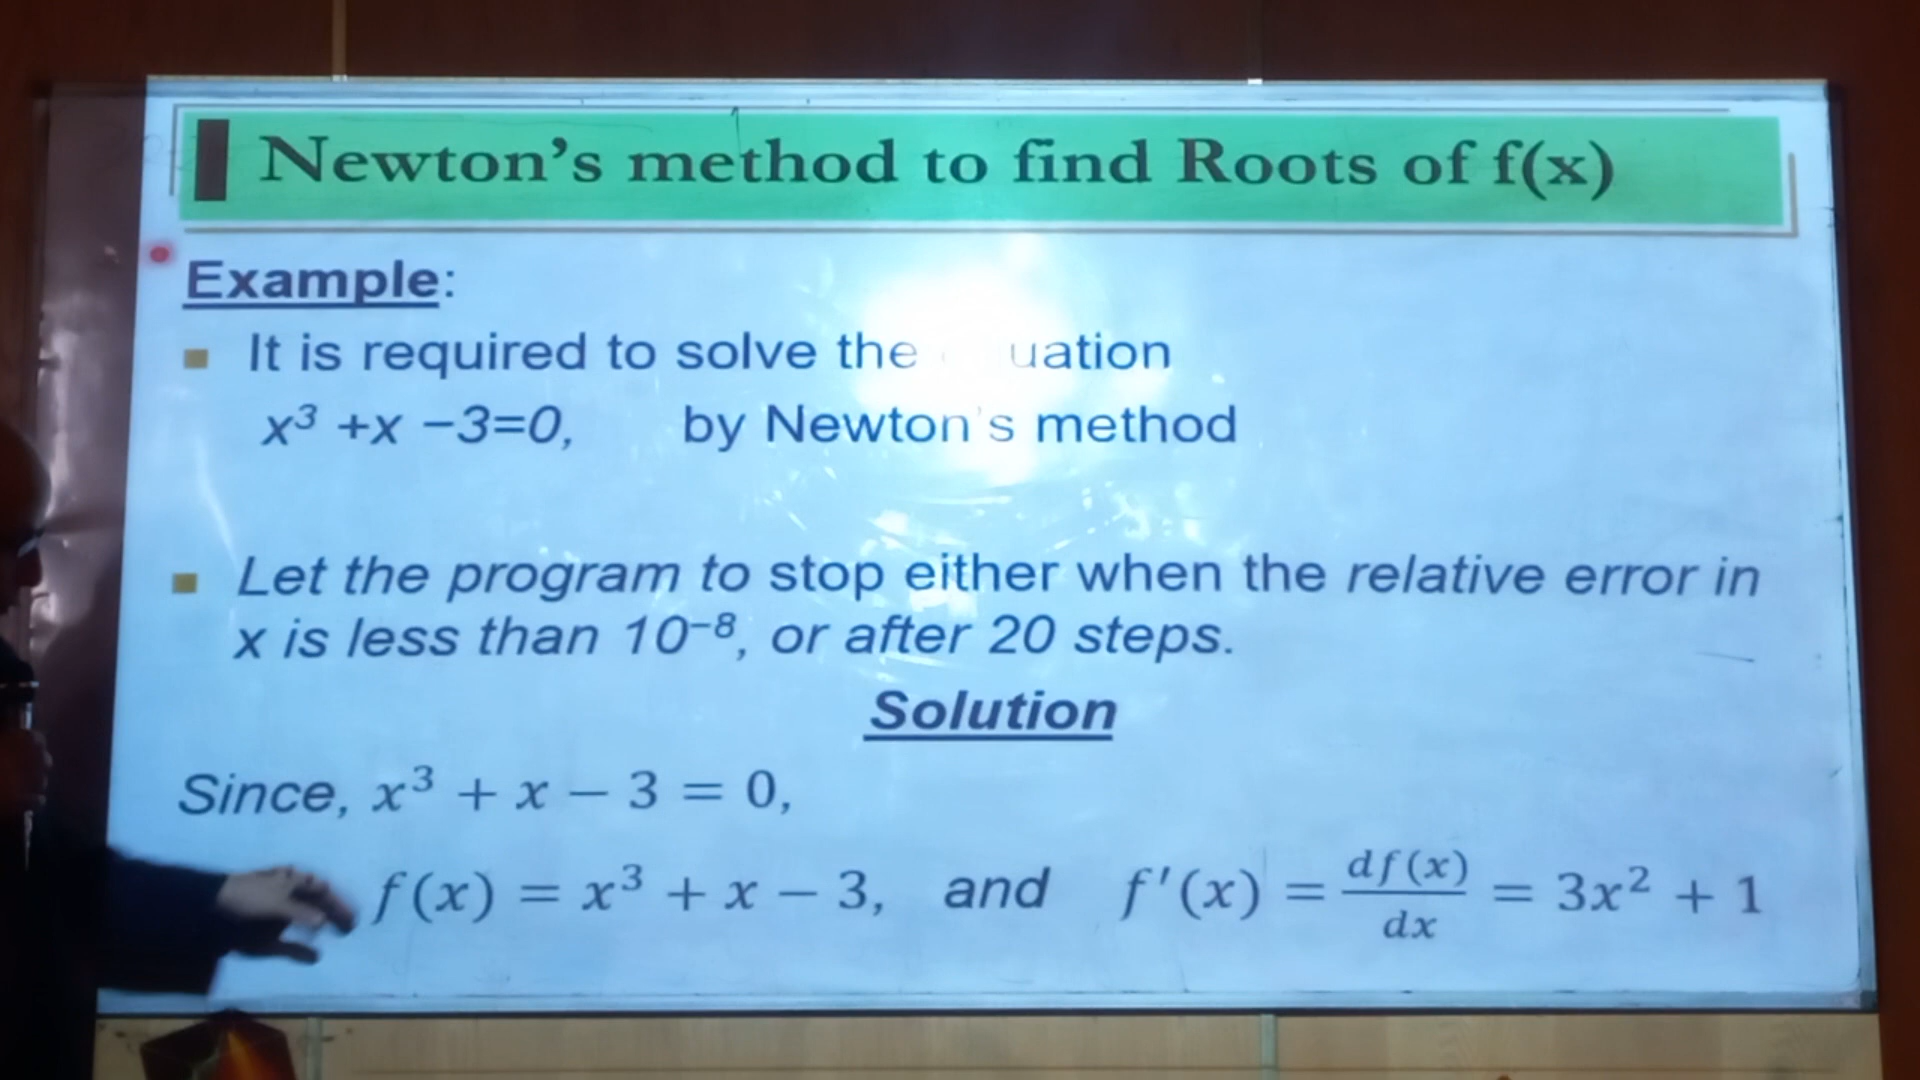 Newton's method to find Roots of f(x)
Example:
It is required to solve the
x³ +x −3=0, by Newton's method
Let the program to stop either when the relative error in
x is less than 10⁻⁸, or after 20 steps.
Solution
Since, x³ + x − 3 = 0,
f(x) = x³ + x − 3, and f′(x) = df(x)/dx = 3x² + 1